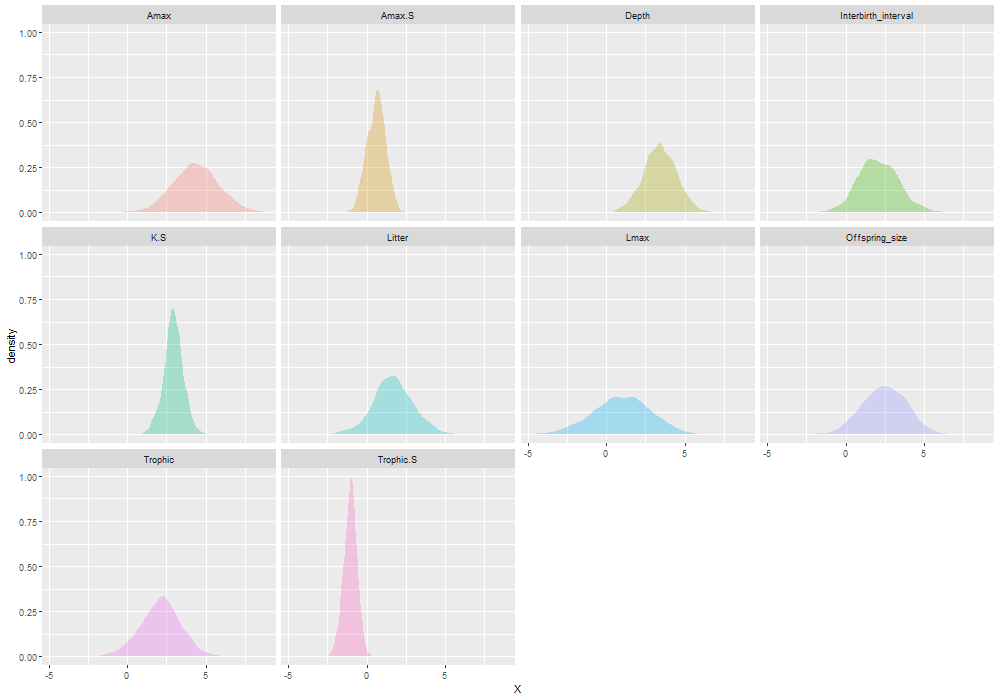 Amax Amax.S Depth Interbirth_interval
1.00
0.75
0.50
0.25
0.00
K.S Litter Lmax Offspring_size
1.00
0.75
0.50
0.25
0.00
-5 0 5 -5 0 5
Trophic Trophic.S
1.00
0.75
0.50
0.25
0.00
-5 0 5 -5 0 5
density
X